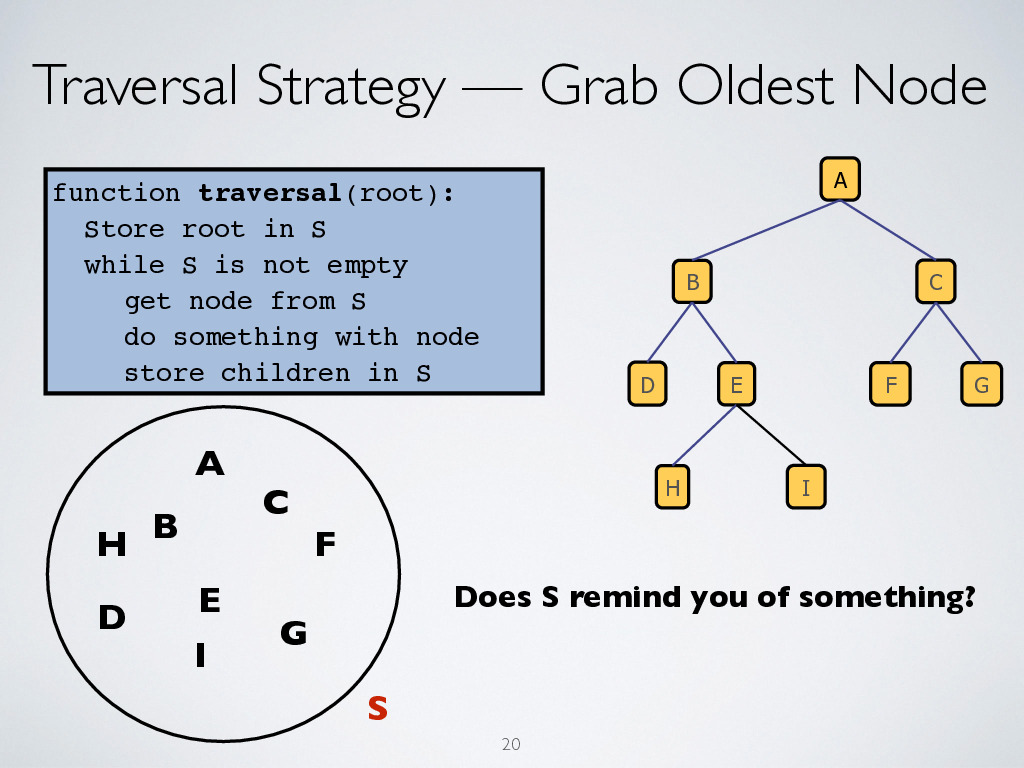 Traversal Strategy — Grab Oldest Node
function traversal(root):
Store root in S
while S is not empty
get node from S
do something with node
store children in S
A
B
C
D
E
F
G
H
I
A
C
B
H
F
E
D
G
I
S
Does S remind you of something?
20